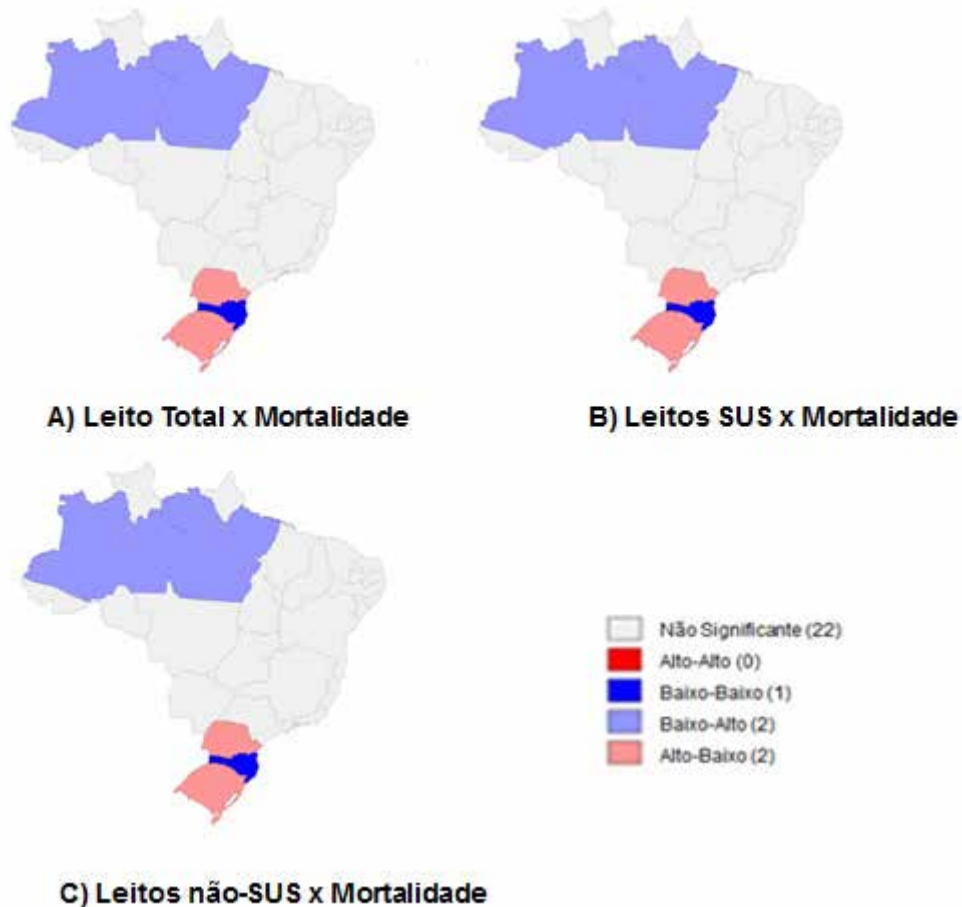 A) Leito Total x Mortalidade
B) Leitos SUS x Mortalidade
Não Significante (22)
Alto-Alto (0)
Baixo-Baixo (1)
Baixo-Alto (2)
Alto-Baixo (2)
C) Leitos não-SUS x Mortalidade